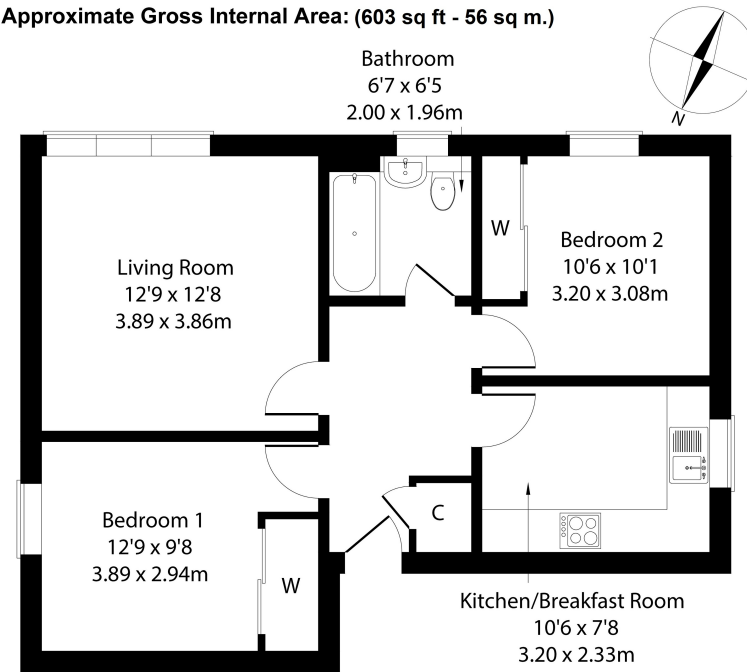 Approximate Gross Internal Area: (603 sq ft - 56 sq m.)
N
Bathroom
6'7 x 6'5
2.00 x 1.96m
Living Room
12'9 x 12'8
3.89 x 3.86m
W
Bedroom 2
10'6 x 10'1
3.20 x 3.08m
Bedroom 1
12'9 x 9'8
3.89 x 2.94m
W
C
Kitchen/Breakfast Room
10'6 x 7'8
3.20 x 2.33m